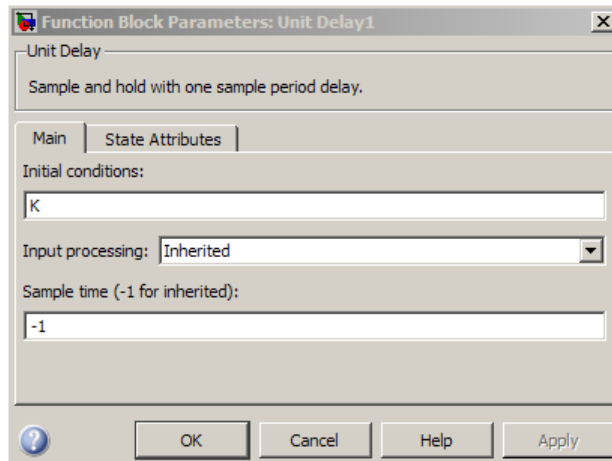 Function Block Parameters: Unit Delay1
Unit Delay
Sample and hold with one sample period delay.
Main State Attributes
Initial conditions:
K
Input processing: Inherited
Sample time (-1 for inherited):
-1
? OK Cancel Help Apply